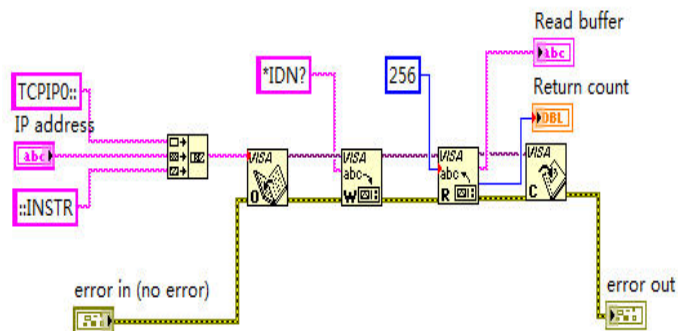 Read buffer
abc
TCPIP0::
*IDN?
256
Return count
DBL
IP address
abc
::INSTR
VISA
O
VISA
abc
W
VISA
abc
R
VISA
C
error in (no error)
error out